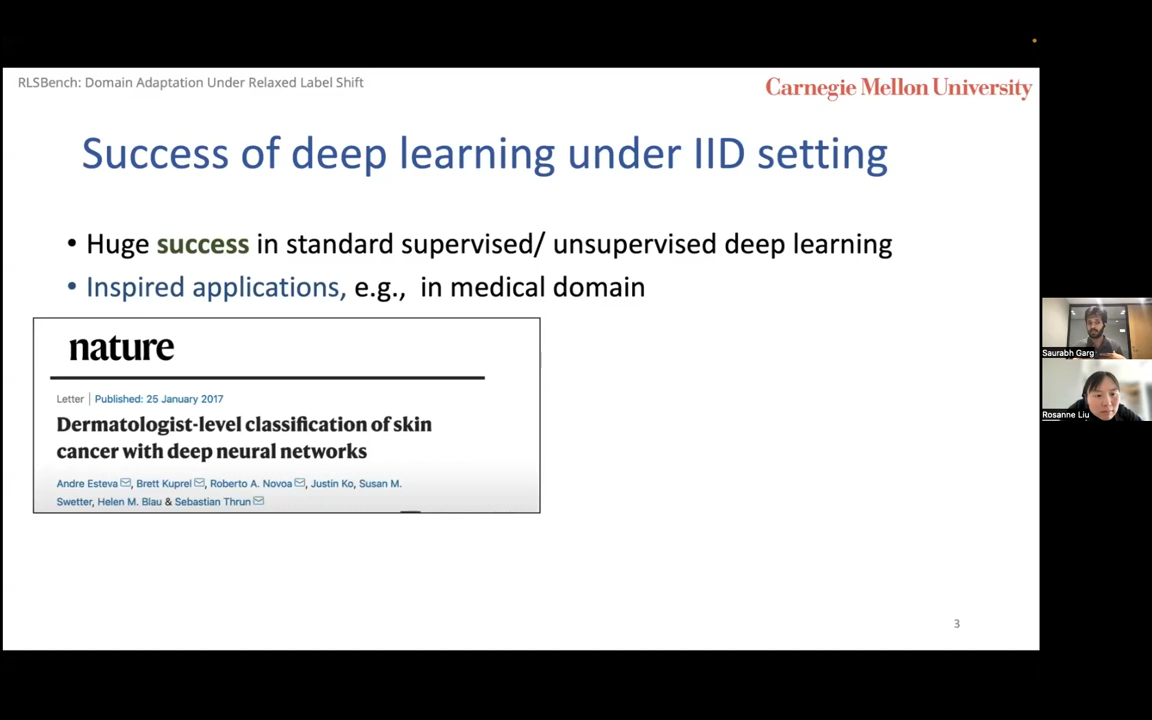 RLSBench: Domain Adaptation Under Relaxed Label Shift
Carnegie Mellon University
Success of deep learning under IID setting
• Huge success in standard supervised/ unsupervised deep learning
• Inspired applications, e.g., in medical domain
nature
Letter | Published: 25 January 2017
Dermatologist-level classification of skin
cancer with deep neural networks
Andre Esteva, Brett Kuprel, Roberto A. Novoa, Justin Ko, Susan M.
Swetter, Helen M. Blau & Sebastian Thrun
Saurabh Garg
Rosanne Liu
3